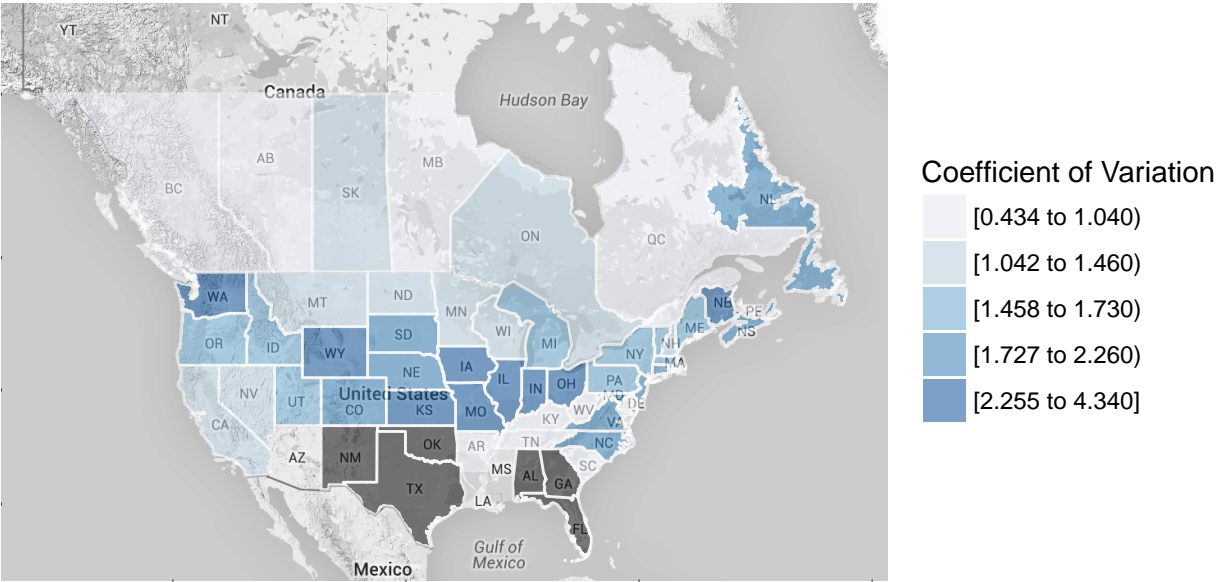 YT
NT
Canada
Hudson Bay
AB
MB
BC
SK
NL
ON
QC
WA
MT
ND
MN
NB
PE
NS
OR
ID
SD
WI
MI
ME
NH
NY
MA
WY
NE
IA
IL
IN
OH
PA
MD
DE
NV
UT
United States
CO
KS
MO
KY
WV
VA
CA
AZ
NM
OK
AR
TN
NC
SC
MS
AL
GA
TX
LA
FL
Gulf of
Mexico
Mexico
Coefficient of Variation
[0.434 to 1.040)
[1.042 to 1.460)
[1.458 to 1.730)
[1.727 to 2.260)
[2.255 to 4.340]